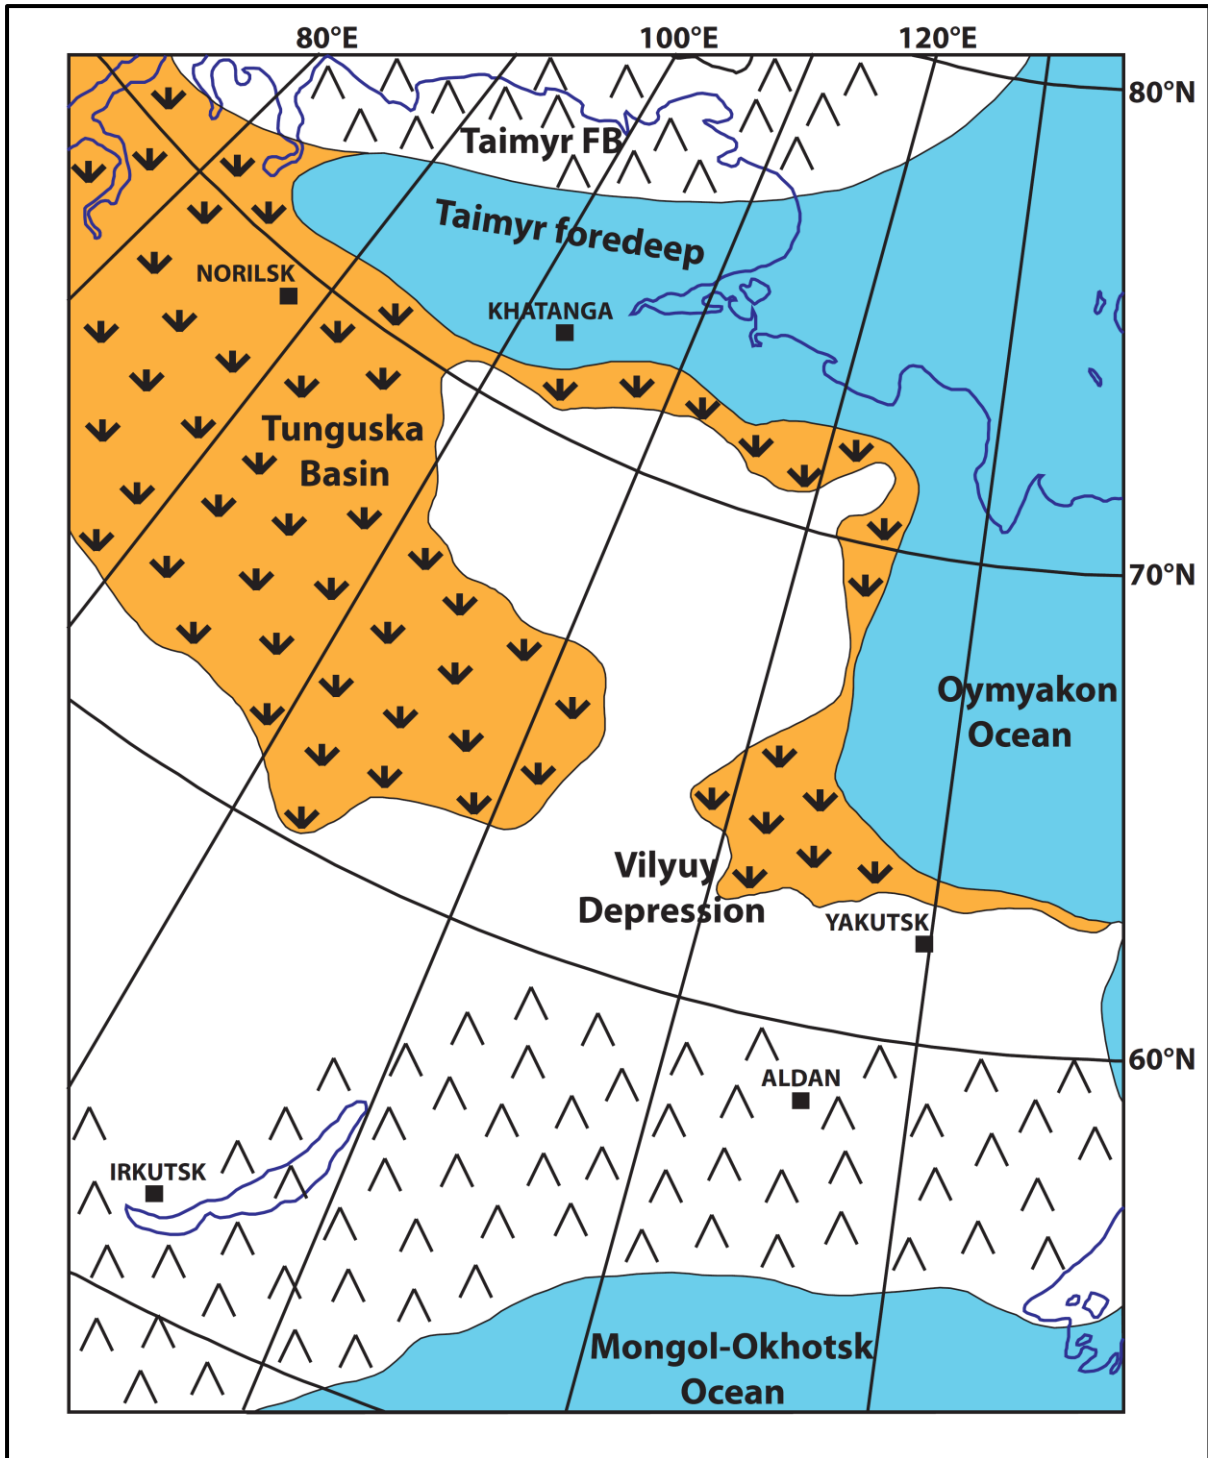 80°E
100°E
120°E
80°N
Taimyr FB
Taimyr foredeep
NORILSK
KHATANGA
Tunguska
Basin
70°N
Oymyakon
Ocean
Vilyuy
Depression
YAKUTSK
60°N
ALDAN
IRKUTSK
Mongol-Okhotsk
Ocean